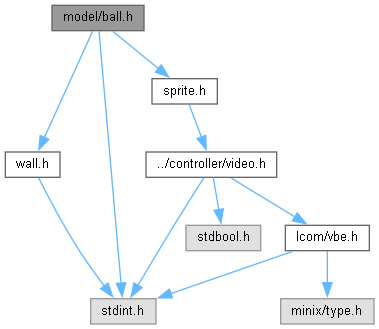 model/ball.h
sprite.h
wall.h
../controller/video.h
stdbool.h
lcom/vbe.h
stdint.h
minix/type.h